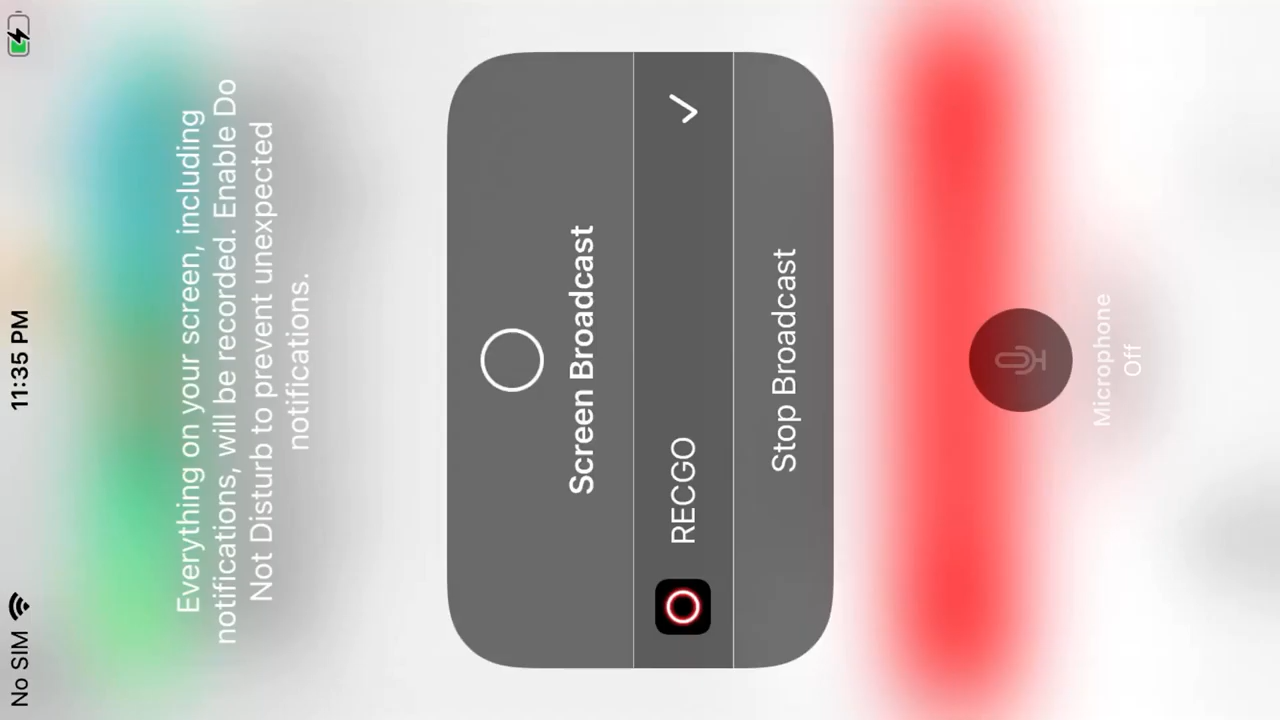 No SIM 11:35 PM
Everything on your screen, including
notifications, will be recorded. Enable Do
Not Disturb to prevent unexpected
notifications.
Screen Broadcast
RECGO
Stop Broadcast
Microphone
Off